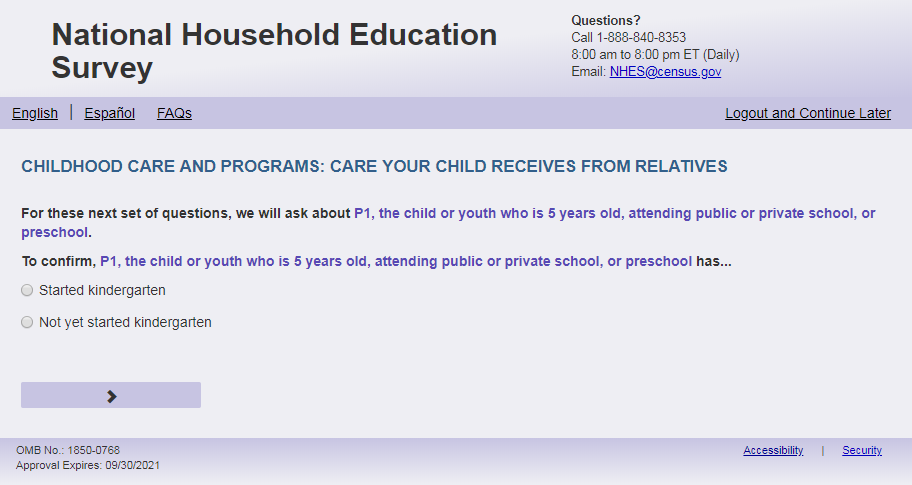 National Household Education
Survey
Questions?
Call 1-888-840-8353
8:00 am to 8:00 pm ET (Daily)
Email: NHES@census.gov
English | Español FAQs Logout and Continue Later
CHILDHOOD CARE AND PROGRAMS: CARE YOUR CHILD RECEIVES FROM RELATIVES
For these next set of questions, we will ask about P1, the child or youth who is 5 years old, attending public or private school, or
preschool.
To confirm, P1, the child or youth who is 5 years old, attending public or private school, or preschool has...
Started kindergarten
Not yet started kindergarten
OMB No.: 1850-0768
Approval Expires: 09/30/2021
Accessibility | Security